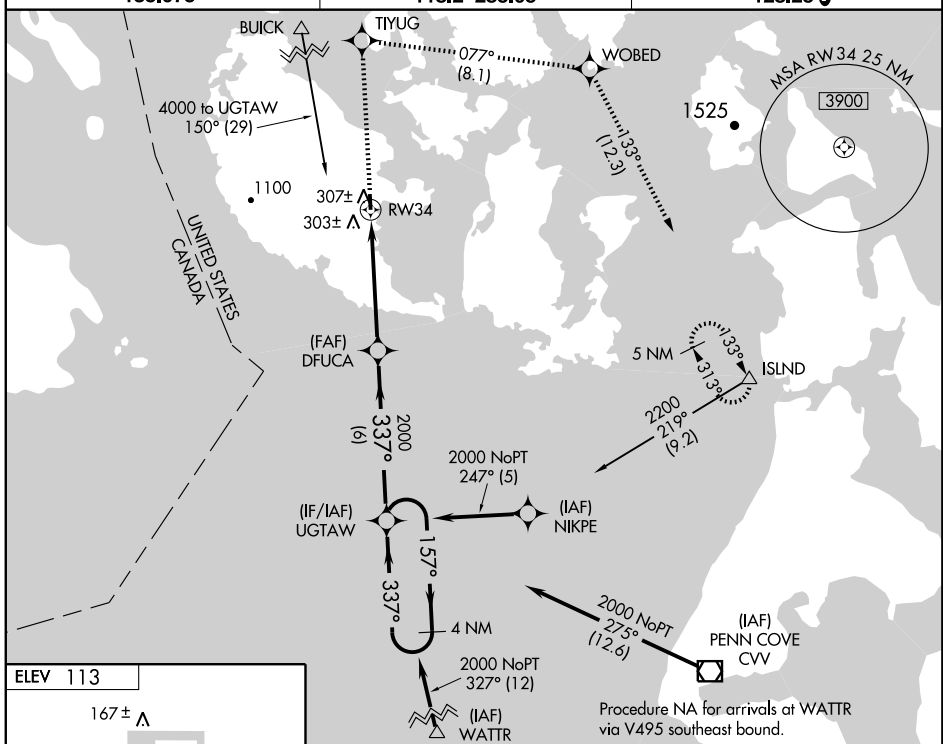 BUICK
TIYUG
077°
(8.1)
WOBED
MSA RW34 25 NM
3900
1525
4000 to UGTAW
150° (29)
133°
(12.3)
1100
307±
303±
RW34
UNITED STATES
CANADA
(FAF)
DFUCA
5 NM
133°
313°
ISLND
2200
219°
(9.2)
2000
337°
(6)
2000 NoPT
247° (5)
(IF/IAF)
UGTAW
(IAF)
NIKPE
157°
337°
4 NM
2000 NoPT
275°
(12.6)
(IAF)
PENN COVE
CVV
2000 NoPT
327° (12)
(IAF)
WATTR
Procedure NA for arrivals at WATTR
via V495 southeast bound.
ELEV 113
167±